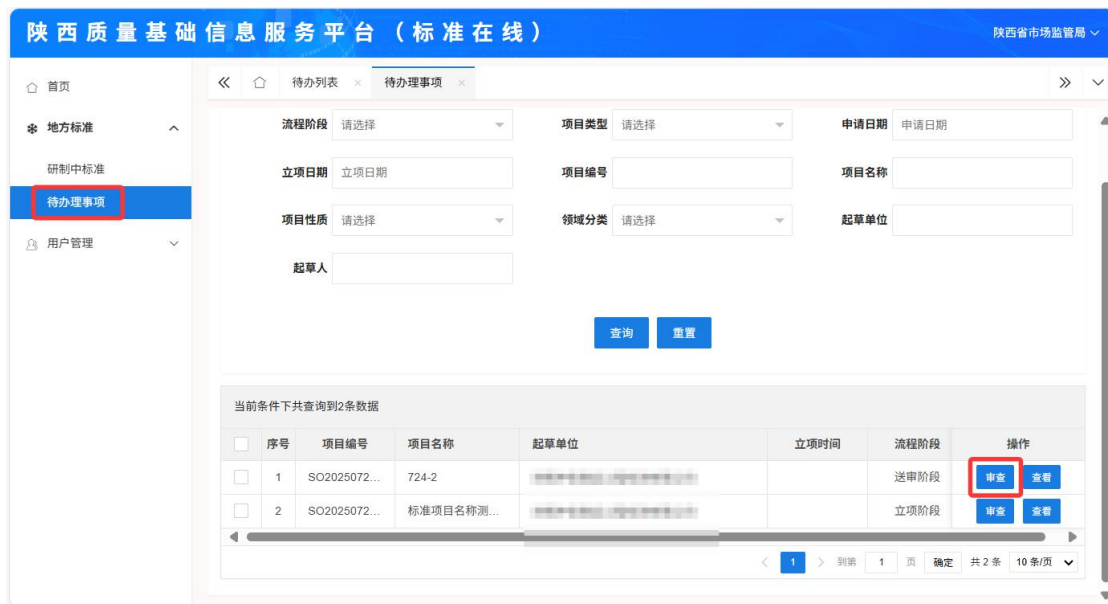 陕西质量基础信息服务平台（标准在线）
陕西省市场监管局
首页
待办列表 × 待办理事项 ×
地方标准
研制中标准
待办理事项
用户管理
流程阶段 请选择 项目类型 请选择 申请日期 申请日期
立项日期 立项日期 项目编号 项目名称
项目性质 请选择 领域分类 请选择 起草单位
起草人
查询 重置
当前条件下共查询到2条数据
序号 项目编号 项目名称 起草单位 立项时间 流程阶段 操作
1 SO2025072... 724-2 送审阶段 审查 查看
2 SO2025072... 标准项目名称测... 立项阶段 审查 查看
1 到第 1 页 确定 共 2 条 10 条/页